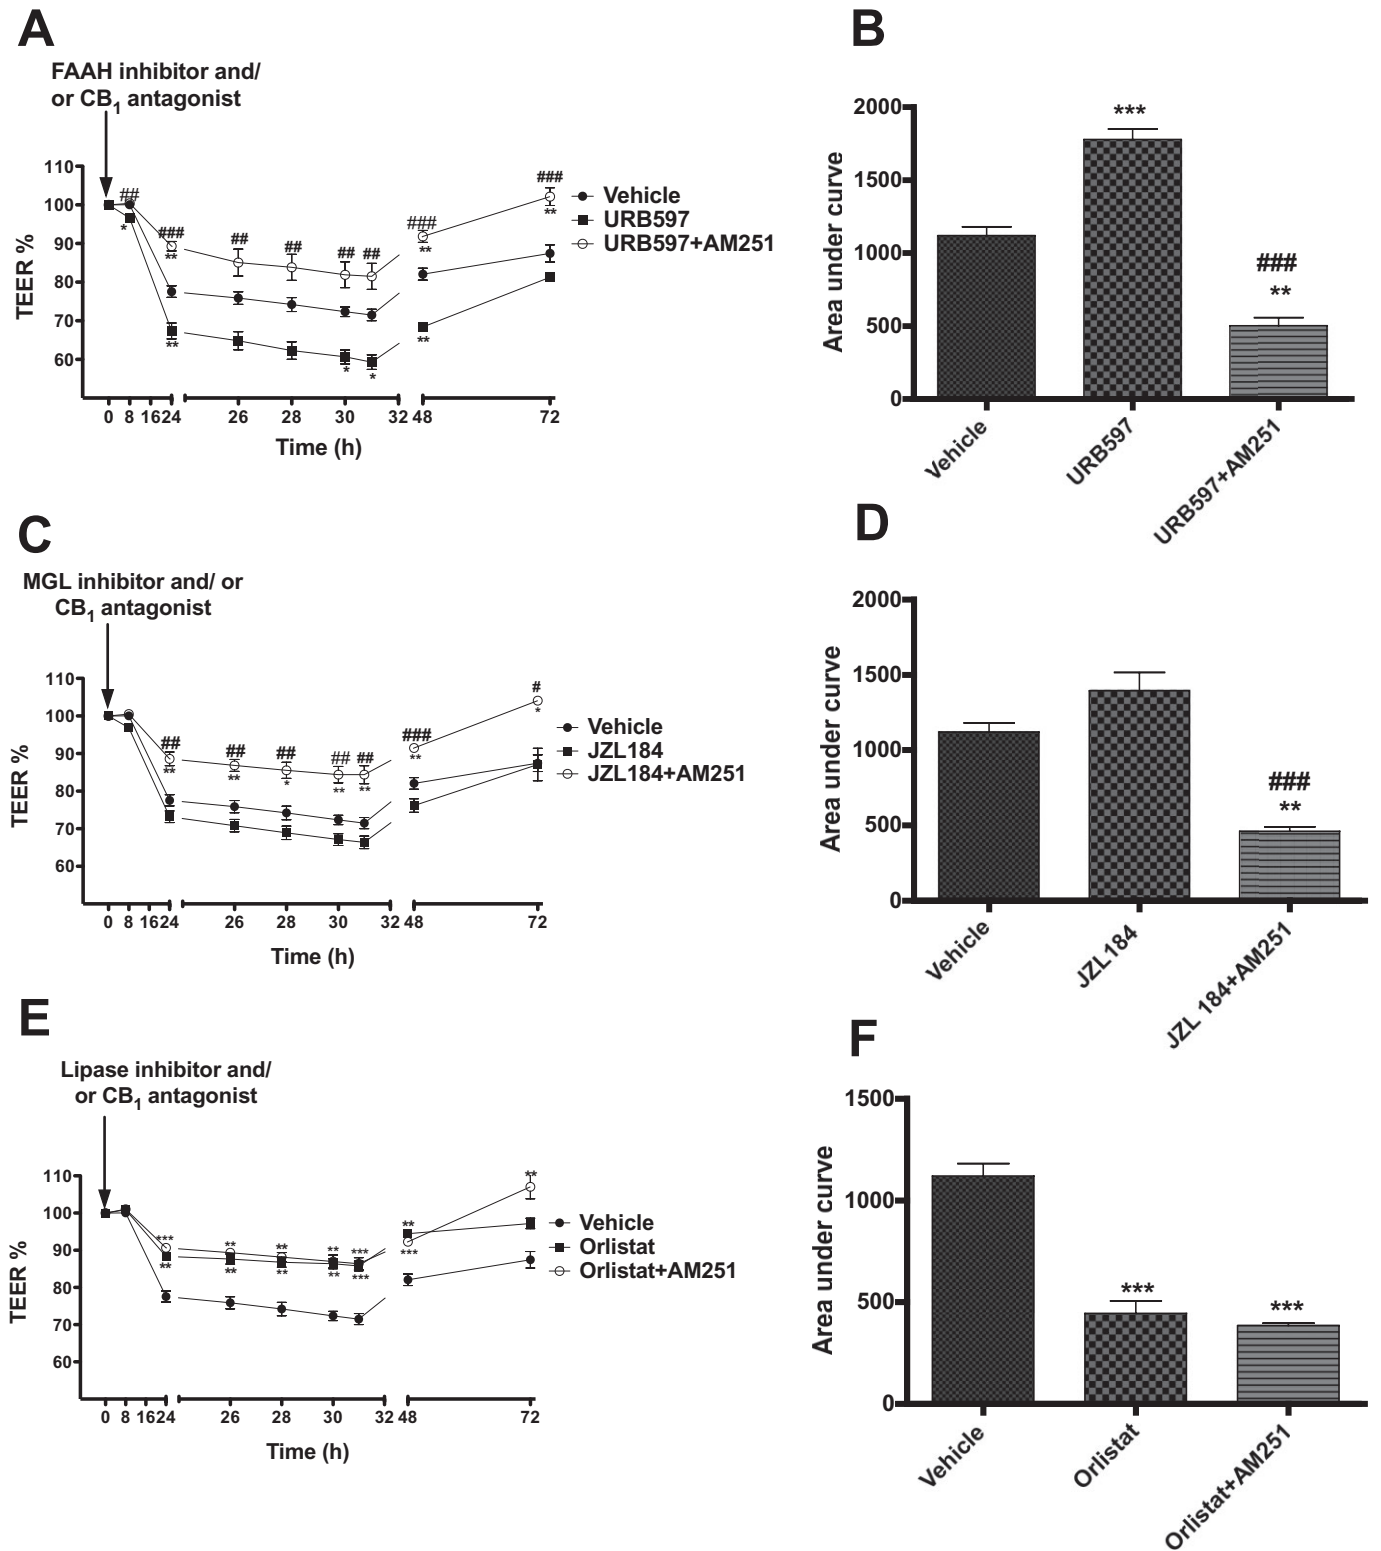 A
FAAH inhibitor and/
or CB1 antagonist
TEER %
110
100
90
80
70
60
##
*
###
**
##
##
##
*
##
*
###
**
**
###
**
0 8 16 24 26 28 30 32 48 72
Time (h)
Vehicle
URB597
URB597+AM251
B
Area under curve
2000
1500
1000
500
0
***
###
**
Vehicle
URB597
URB597+AM251
C
MGL inhibitor and/ or
CB1 antagonist
TEER %
110
100
90
80
70
60
##
**
##
**
##
*
##
**
##
**
###
**
#
*
0 8 16 24 26 28 30 32 48 72
Time (h)
Vehicle
JZL184
JZL184+AM251
D
Area under curve
2000
1500
1000
500
0
###
**
Vehicle
JZL184
JZL 184+AM251
E
Lipase inhibitor and/
or CB1 antagonist
TEER %
110
100
90
80
70
60
***
**
**
**
**
**
**
**
***
***
**
***
**
0 8 16 24 26 28 30 32 48 72
Time (h)
Vehicle
Orlistat
Orlistat+AM251
F
Area under curve
1500
1000
500
0
***
***
Vehicle
Orlistat
Orlistat+AM251